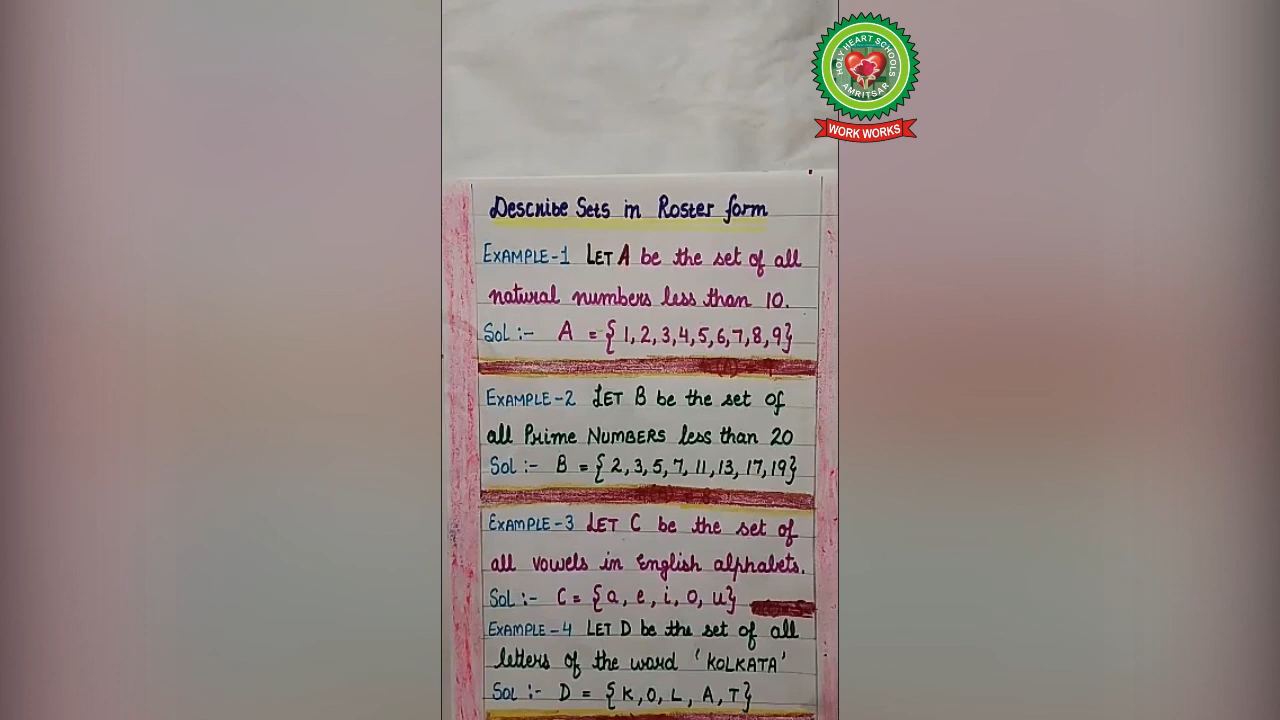 HOLY HEART SCHOOLS
AMRITSAR
WORK WORKS
Describe Sets in Roster form
EXAMPLE-1 LET A be the set of all
natural numbers less than 10.
Sol :- A = {1,2,3,4,5,6,7,8,9}
EXAMPLE-2 LET B be the set of
all Prime NUMBERS less than 20
Sol :- B = {2,3,5,7,11,13,17,19}
EXAMPLE-3 LET C be the set of
all vowels in English alphabets.
Sol :- C = {a, e, i, o, u}
EXAMPLE-4 LET D be the set of all
letters of the word 'KOLKATA'
Sol :- D = {K, O, L, A, T}